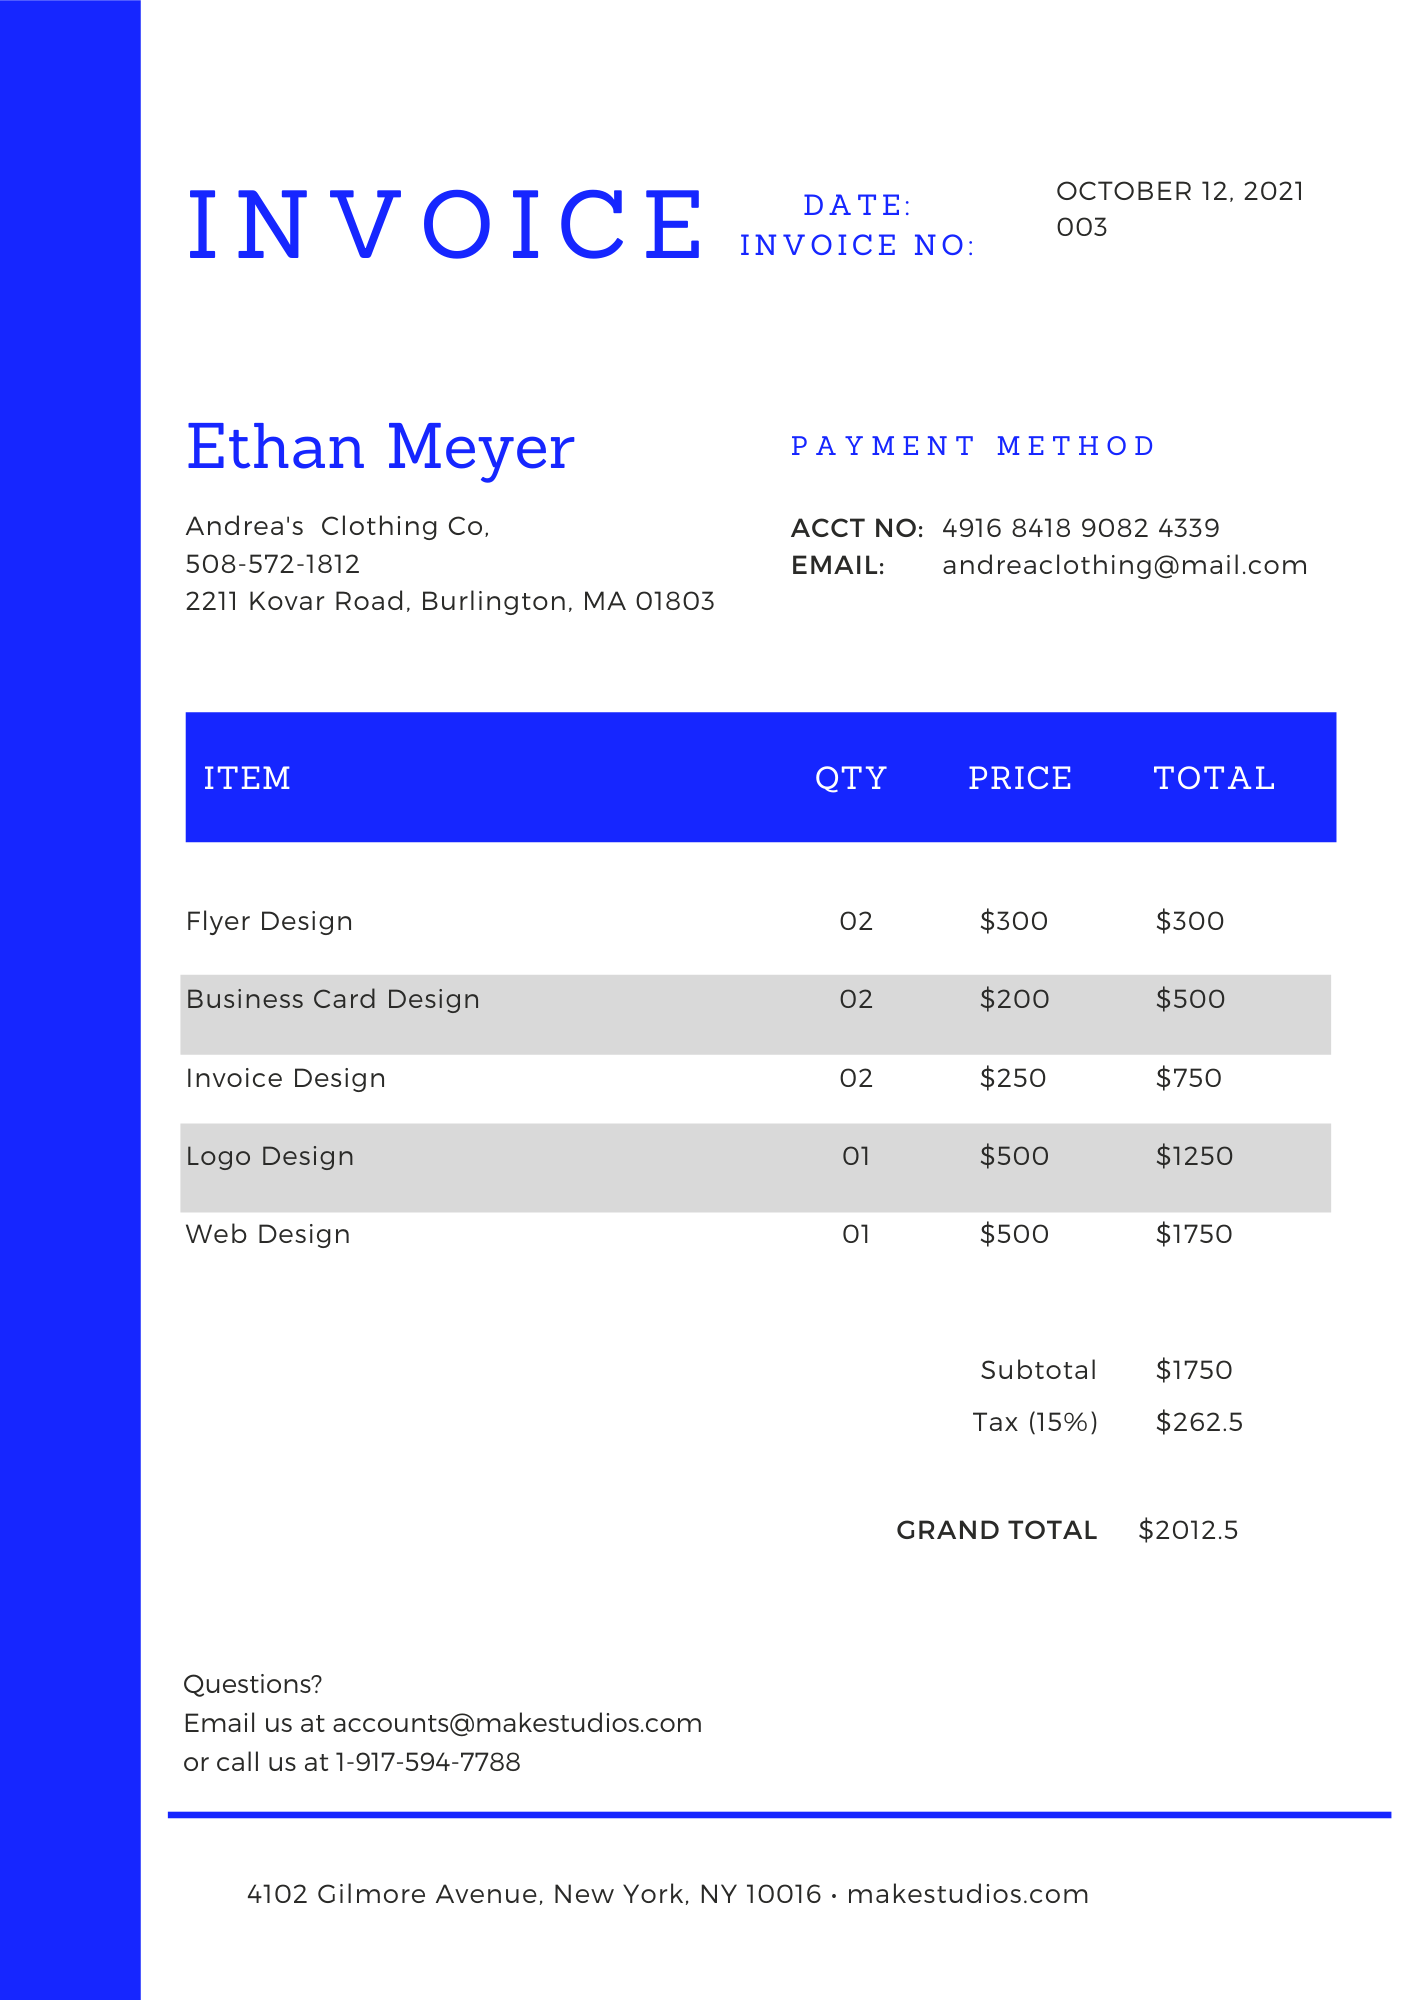 INVOICE
DATE: OCTOBER 12, 2021
INVOICE NO: 003
Ethan Meyer
Andrea's  Clothing Co,
508-572-1812
2211 Kovar Road, Burlington, MA 01803
PAYMENT METHOD
ACCT NO: 4916 8418 9082 4339
EMAIL: andreaclothing@mail.com
ITEM QTY PRICE TOTAL
Flyer Design 02 $300 $300
Business Card Design 02 $200 $500
Invoice Design 02 $250 $750
Logo Design 01 $500 $1250
Web Design 01 $500 $1750
Subtotal $1750
Tax (15%) $262.5
GRAND TOTAL $2012.5
Questions?
Email us at accounts@makestudios.com
or call us at 1-917-594-7788
4102 Gilmore Avenue, New York, NY 10016 • makestudios.com